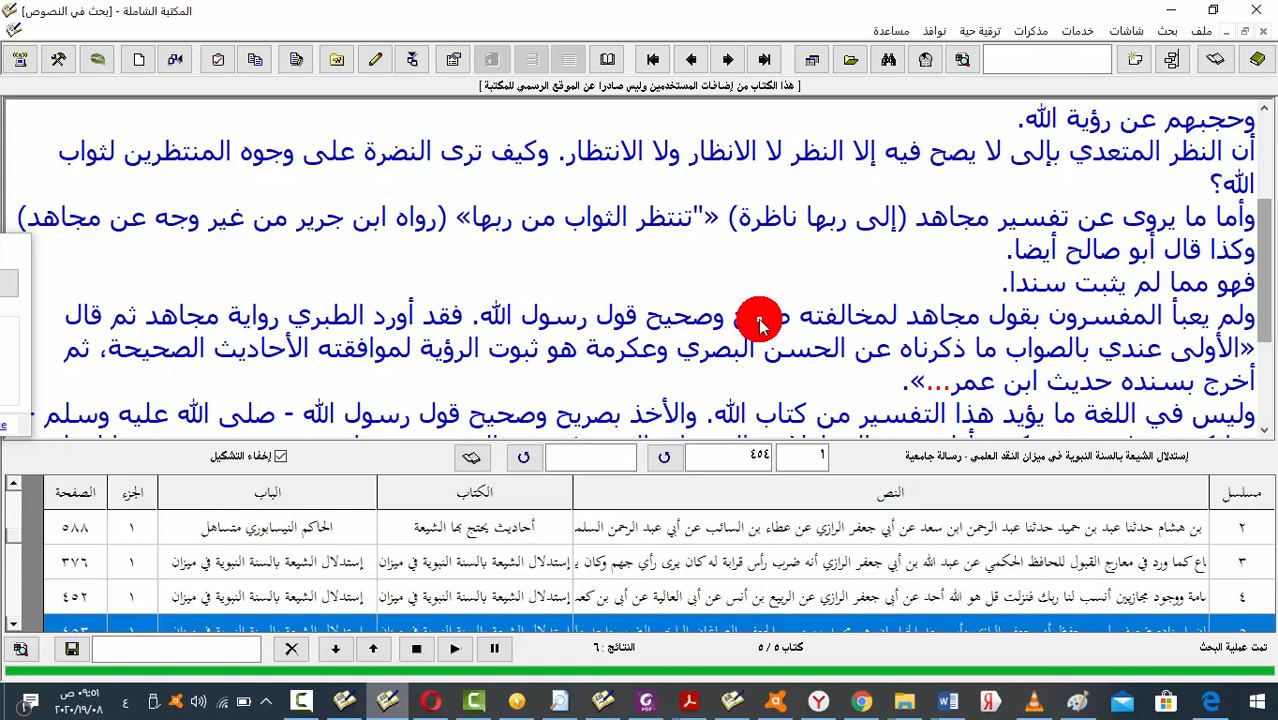 المكتبة الشاملة - [بحث في النصوص]
ملف بحث شاشات خدمات مذكرات ترقية حية نوافذ مساعدة
[ هذا الكتاب من إضافات المستخدمين وليس صادرا عن الموقع الرسمي للمكتبة ]
وحجبهم عن رؤية الله.
أن النظر المتعدي بإلى لا يصح فيه إلا النظر لا الانظار ولا الانتظار. وكيف ترى النضرة على وجوه المنتظرين لثواب
الله؟
وأما ما يروى عن تفسير مجاهد (إلى ربها ناظرة) «"تنتظر الثواب من ربها» (رواه ابن جرير من غير وجه عن مجاهد)
وكذا قال أبو صالح أيضا.
فهو مما لم يثبت سندا.
ولم يعبأ المفسرون بقول مجاهد لمخالفته وصحيح قول رسول الله. فقد أورد الطبري رواية مجاهد ثم قال
«الأولى عندي بالصواب ما ذكرناه عن الحسن البصري وعكرمة هو ثبوت الرؤية لموافقته الأحاديث الصحيحة، ثم
أخرج بسنده حديث ابن عمر...».
وليس في اللغة ما يؤيد هذا التفسير من كتاب الله. والأخذ بصريح وصحيح قول رسول الله - صلى الله عليه وسلم -
إستدلال الشيعة بالسنة النبوية في ميزان النقد العلمي - رسالة جامعية ١ ٤٥٤ إخفاء التشكيل
مسلسل النص الكتاب الباب الجزء الصفحة
٢ بن هشام حدثنا عبد بن حميد حدثنا عبد الرحمن ابن سعد عن أبي جعفر الرازي عن عطاء بن السائب عن أبي عبد الرحمن السلم أحاديث يحتج بها الشيعة الحاكم النيسابوري متساهل ١ ٥٨٨
٣ اع كما ورد في معارج القبول للحافظ الحكمي عن عبد الله بن أبي جعفر الرازي أنه ضرب رأس قرابة له كان يرى رأي جهم وكان ي إستدلال الشيعة بالسنة النبوية في ميزان إستدلال الشيعة بالسنة النبوية في ميزان ١ ٣٧٦
٤ سامة ووجود مجازيين أنسب لنا ربك فنزلت قل هو الله أحد عن أبي جعفر الرازي عن الربيع بن أنس عن أبي العالية عن أبي بن كعب إستدلال الشيعة بالسنة النبوية في ميزان إستدلال الشيعة بالسنة النبوية في ميزان ١ ٤٥٢
تمت عملية البحث كتاب ٥ / ٥ النتائج : ٦
٠٩:٥١ ص
ع
٢٠٢٠/١٩/٠٨